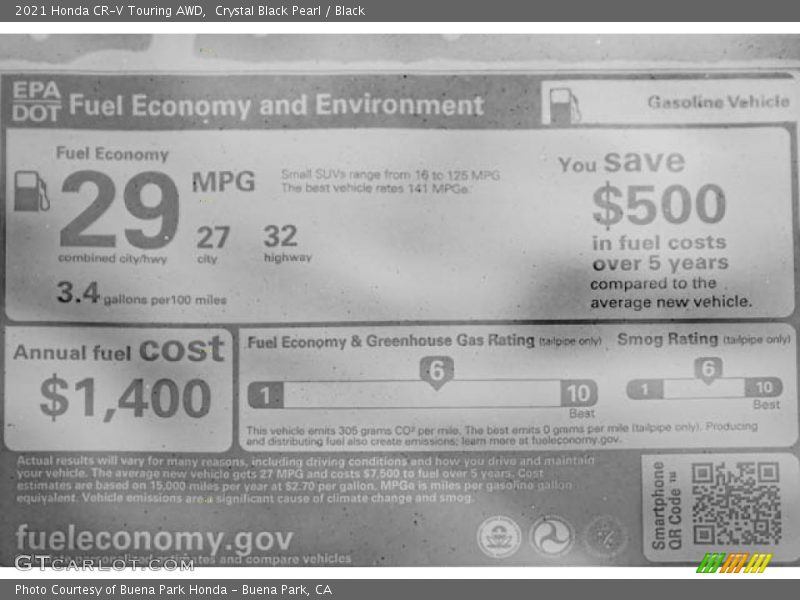 2021 Honda CR-V Touring AWD, Crystal Black Pearl / Black
EPA
DOT
Fuel Economy and Environment
Gasoline Vehicle
Fuel Economy
29 MPG
combined city/hwy
27
city
32
highway
Small SUVs range from 16 to 125 MPG
The best vehicle rates 141 MPGe.
3.4 gallons per 100 miles
You save
$500
in fuel costs
over 5 years
compared to the
average new vehicle.
Annual fuel cost
$1,400
Fuel Economy & Greenhouse Gas Rating (tailpipe only)
1
6
10
Best
Smog Rating (tailpipe only)
1
6
10
Best
This vehicle emits 305 grams CO² per mile. The best emits 0 grams per mile (tailpipe only). Producing
and distributing fuel also create emissions; learn more at fueleconomy.gov.
Actual results will vary for many reasons, including driving conditions and how you drive and maintain
your vehicle. The average new vehicle gets 27 MPG and costs $7,500 to fuel over 5 years. Cost
estimates are based on 15,000 miles per year at $2.70 per gallon. MPGe is miles per gasoline gallon
equivalent. Vehicle emissions are a significant cause of climate change and smog.
fueleconomy.gov
personalized estimates and compare vehicles
Smartphone
QR Code™
GTCARLOT.COM
Photo Courtesy of Buena Park Honda - Buena Park, CA